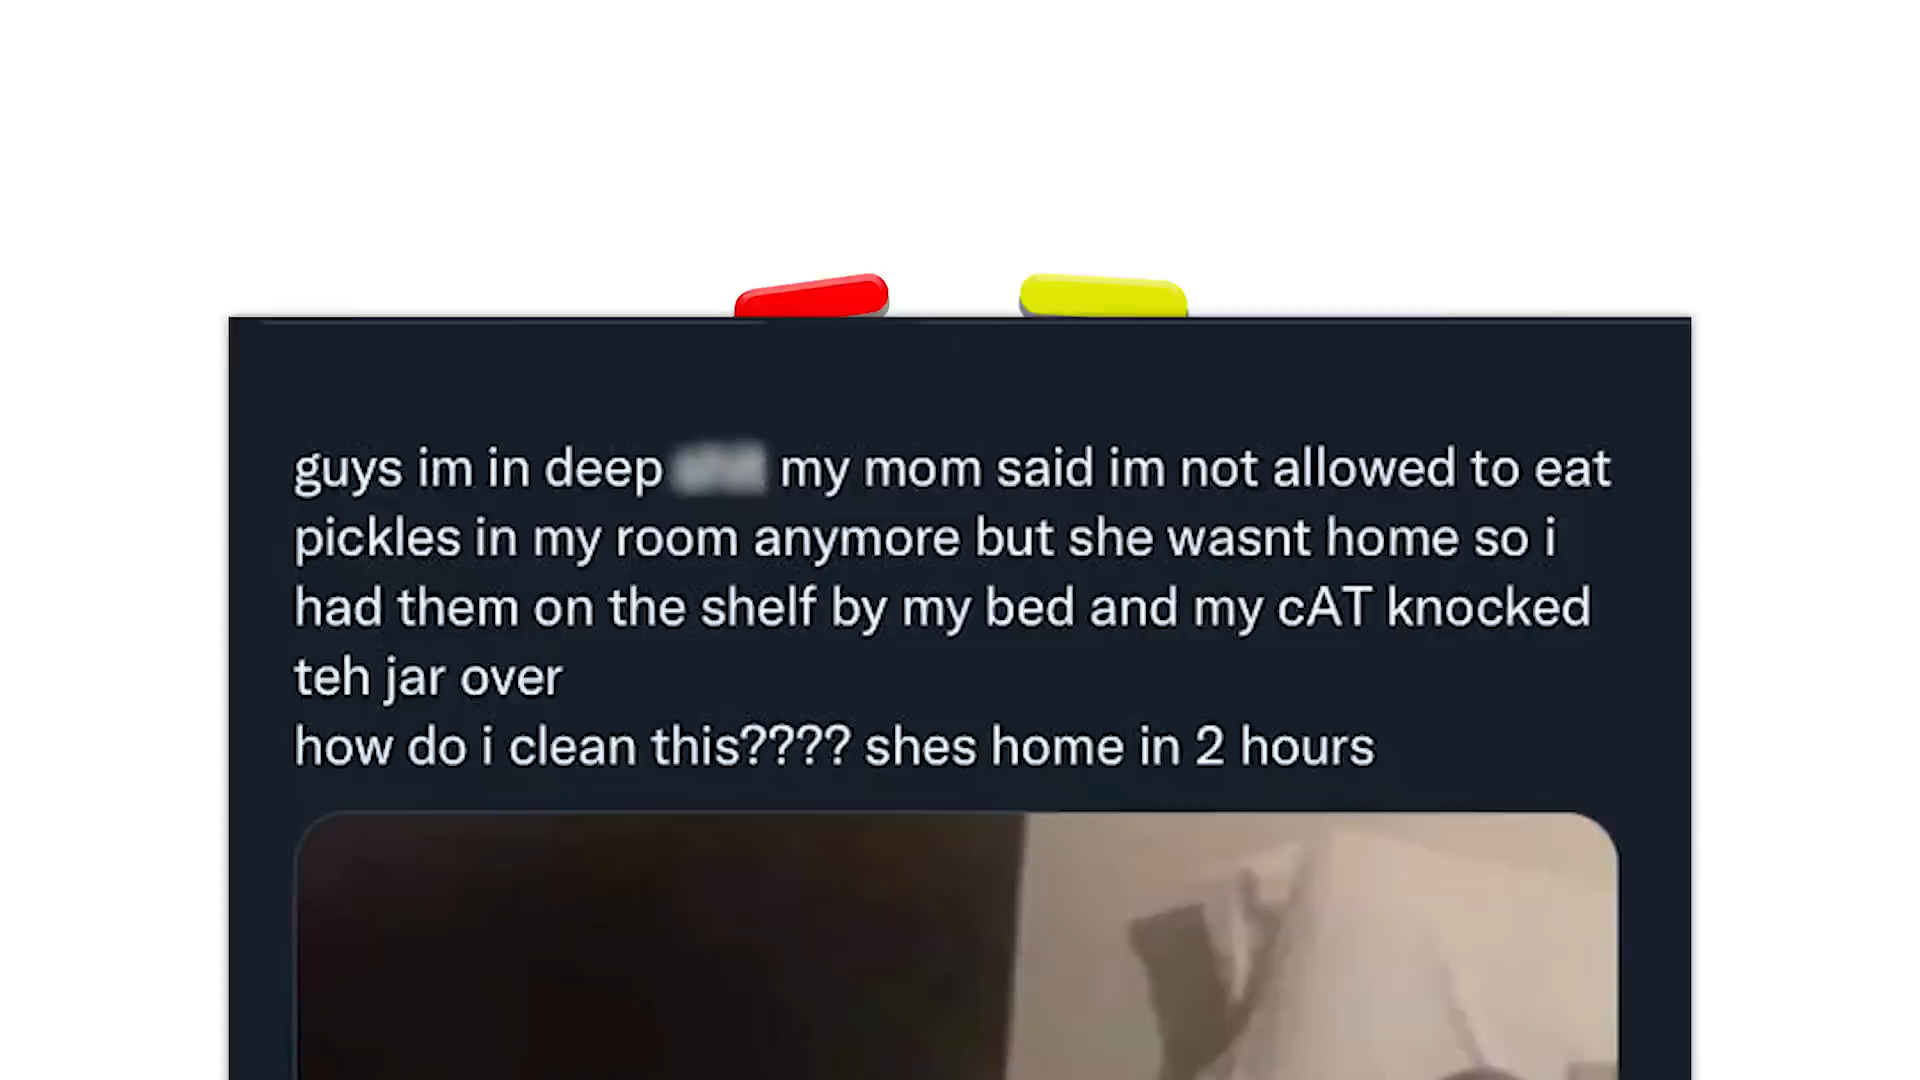 guys im in deep my mom said im not allowed to eat
pickles in my room anymore but she wasnt home so i
had them on the shelf by my bed and my cAT knocked
teh jar over
how do i clean this???? shes home in 2 hours